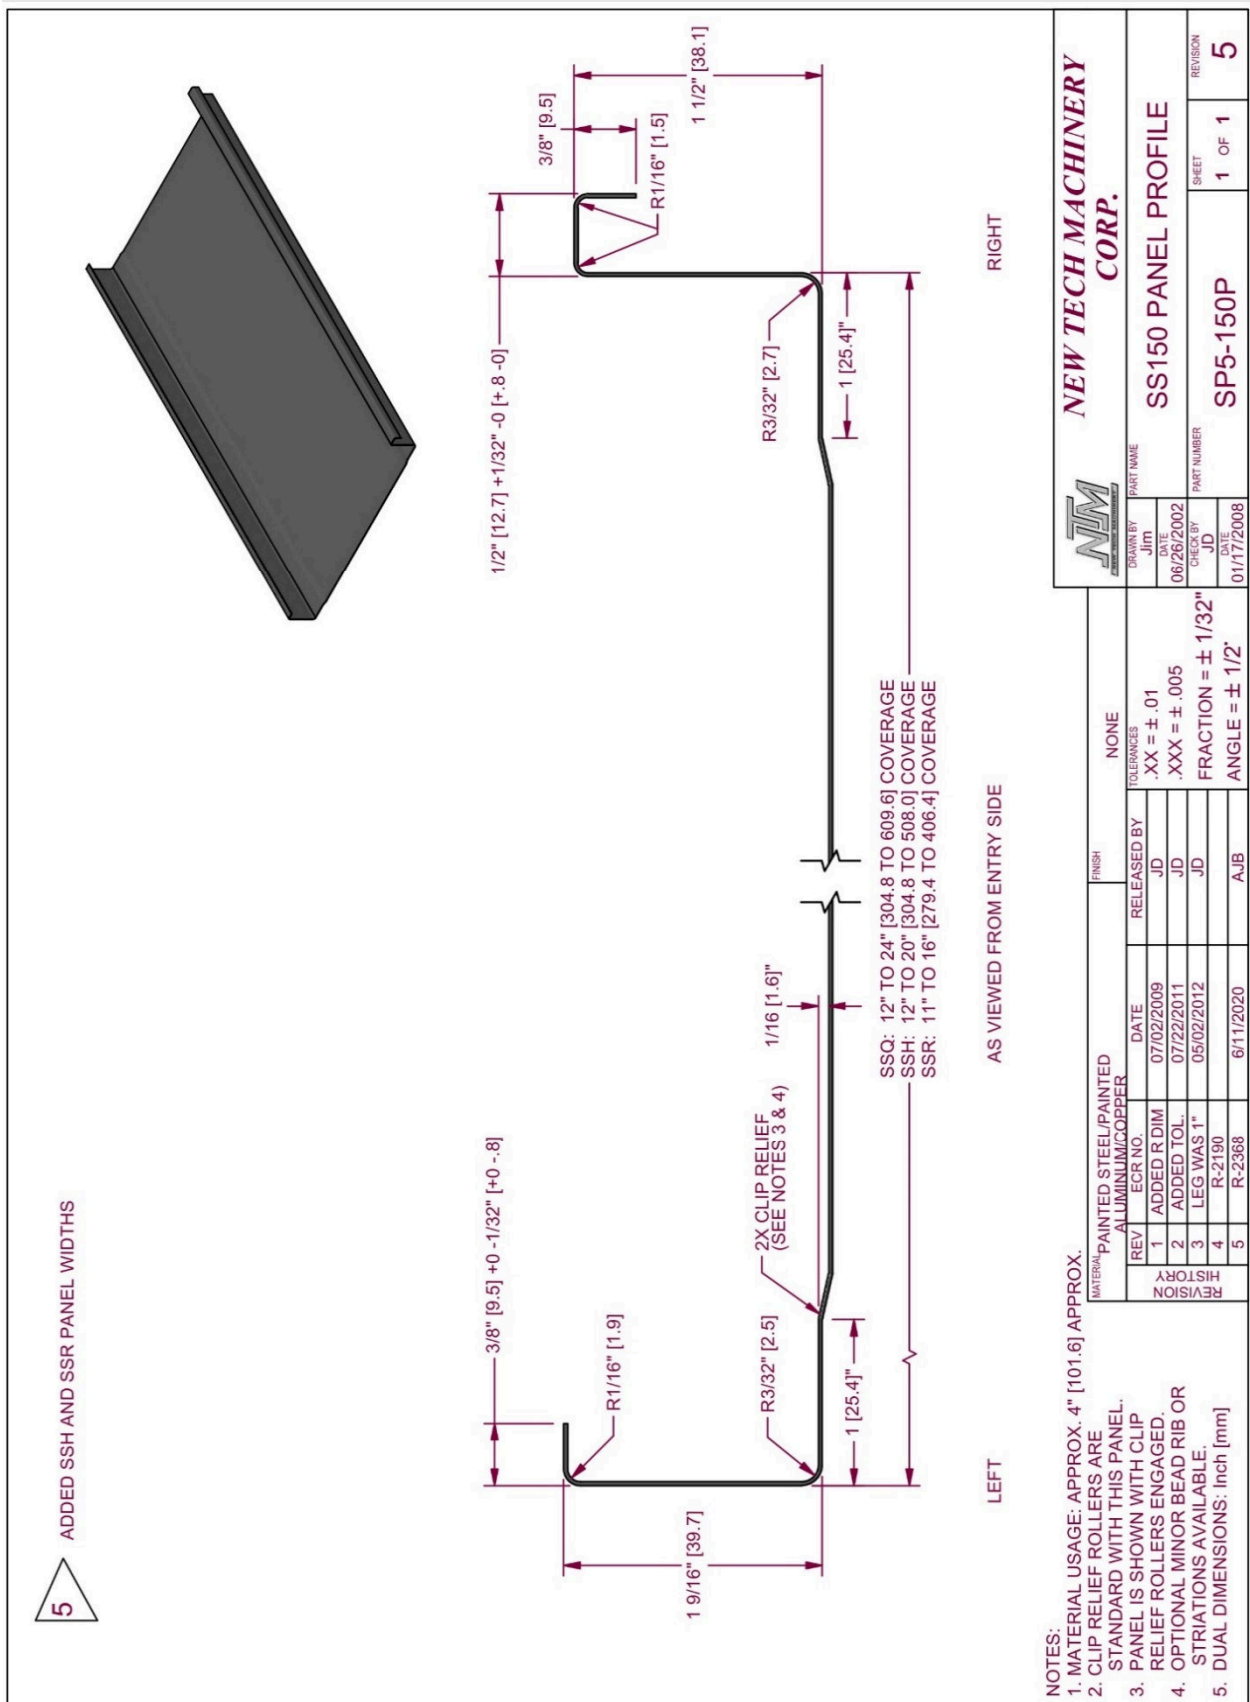 5
ADDED SSH AND SSR PANEL WIDTHS
3/8" [9.5] +0 -1/32" [+0 -.8]
1/2" [12.7] +1/32" -0 [+.8 -0]
3/8" [9.5]
R1/16" [1.9]
R1/16" [1.5]
1 9/16" [39.7]
1 1/2" [38.1]
2X CLIP RELIEF
(SEE NOTES 3 & 4)
1/16 [1.6]"
R3/32" [2.5]
R3/32" [2.7]
1 [25.4]"
1 [25.4]"
SSQ: 12" TO 24" [304.8 TO 609.6] COVERAGE
SSH: 12" TO 20" [304.8 TO 508.0] COVERAGE
SSR: 11" TO 16" [279.4 TO 406.4] COVERAGE
LEFT
AS VIEWED FROM ENTRY SIDE
RIGHT
NOTES:
1. MATERIAL USAGE: APPROX. 4" [101.6] APPROX.
2. CLIP RELIEF ROLLERS ARE
STANDARD WITH THIS PANEL.
3. PANEL IS SHOWN WITH CLIP
RELIEF ROLLERS ENGAGED.
4. OPTIONAL MINOR BEAD RIB OR
STRIATIONS AVAILABLE.
5. DUAL DIMENSIONS: Inch [mm]
MATERIAL
PAINTED STEEL/PAINTED
ALUMINUM/COPPER
FINISH
NONE
REVISION
HISTORY
REV ECR NO. DATE RELEASED BY
1 ADDED R DIM 07/02/2009 JD
2 ADDED TOL. 07/22/2011 JD
3 LEG WAS 1" 05/02/2012 JD
4 R-2190
5 R-2368 6/11/2020 AJB
TOLERANCES
.XX = ± .01
.XXX = ± .005
FRACTION = ± 1/32"
ANGLE = ± 1/2°
NTM
NEW TECH MACHINERY
NEW TECH MACHINERY
CORP.
DRAWN BY
Jim
DATE
06/26/2002
CHECK BY
JD
DATE
01/17/2008
PART NAME
SS150 PANEL PROFILE
PART NUMBER
SP5-150P
SHEET
1 OF 1
REVISION
5